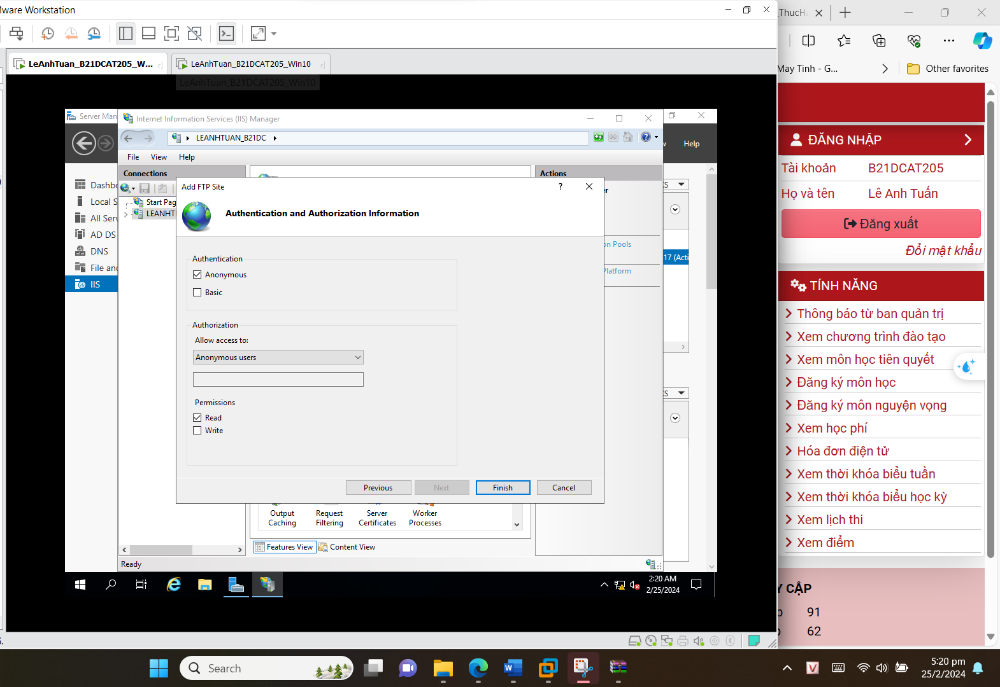 ware Workstation
LeAnhTuan_B21DCAT205_W...
LeAnhTuan_B21DCAT205_Win10
LeAnhTuan_B21DCAT205_Win10
Server Man
Internet Information Services (IIS) Manager
LEANHTUAN_B21DC
Help
File View Help
Connections
Actions
Dashbo
Local S
All Serv
AD DS
DNS
File and
IIS
Start Pag
LEANHT
Add FTP Site
?
Authentication and Authorization Information
Authentication
Anonymous
Basic
Authorization
Allow access to:
Anonymous users
Permissions
Read
Write
Previous Next Finish Cancel
er
on Pools
Platform
17 (Acti
Output Caching
Request Filtering
Server Certificates
Worker Processes
Features View Content View
Ready
2:20 AM
2/25/2024
_ThucHa
May Tinh - G...
Other favorites
ĐĂNG NHẬP
Tài khoản B21DCAT205
Họ và tên Lê Anh Tuấn
Đăng xuất
Đổi mật khẩu
TÍNH NĂNG
Thông báo từ ban quản trị
Xem chương trình đào tạo
Xem môn học tiên quyết
Đăng ký môn học
Đăng ký môn nguyện vọng
Xem học phí
Hóa đơn điện tử
Xem thời khóa biểu tuần
Xem thời khóa biểu học kỳ
Xem lịch thi
Xem điểm
Y CẬP
91
62
Search
5:20 pm
25/2/2024